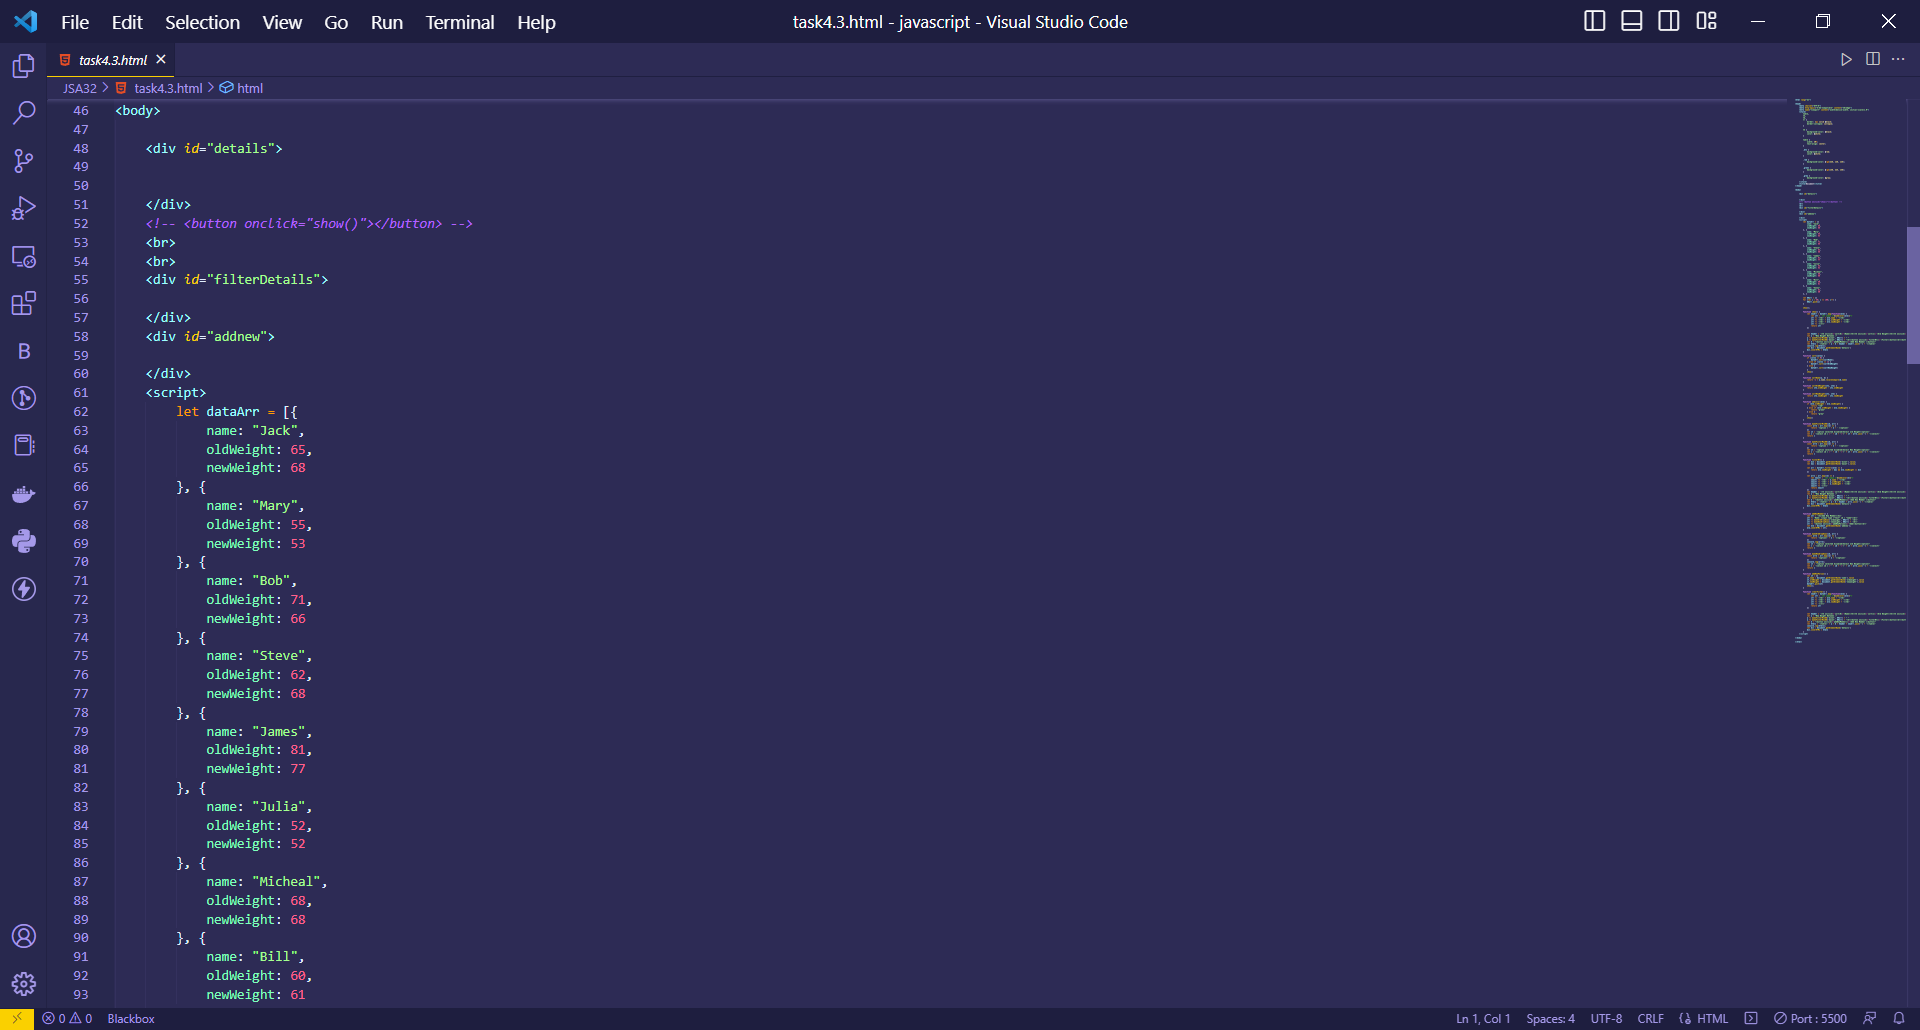 File Edit Selection View Go Run Terminal Help
task4.3.html - javascript - Visual Studio Code
task4.3.html
JSA32 > task4.3.html > html
46 <body>
47
48 <div id="details">
49
50
51 </div>
52 <!-- <button onclick="show()"></button> -->
53 <br>
54 <br>
55 <div id="filterDetails">
56
57 </div>
58 <div id="addnew">
59
60 </div>
61 <script>
62 let dataArr = [{
63 name: "Jack",
64 oldWeight: 65,
65 newWeight: 68
66 }, {
67 name: "Mary",
68 oldWeight: 55,
69 newWeight: 53
70 }, {
71 name: "Bob",
72 oldWeight: 71,
73 newWeight: 66
74 }, {
75 name: "Steve",
76 oldWeight: 62,
77 newWeight: 68
78 }, {
79 name: "James",
80 oldWeight: 81,
81 newWeight: 77
82 }, {
83 name: "Julia",
84 oldWeight: 52,
85 newWeight: 52
86 }, {
87 name: "Micheal",
88 oldWeight: 68,
89 newWeight: 68
90 }, {
91 name: "Bill",
92 oldWeight: 60,
93 newWeight: 61
B
0 0 Blackbox
Ln 1, Col 1 Spaces: 4 UTF-8 CRLF HTML Port : 5500